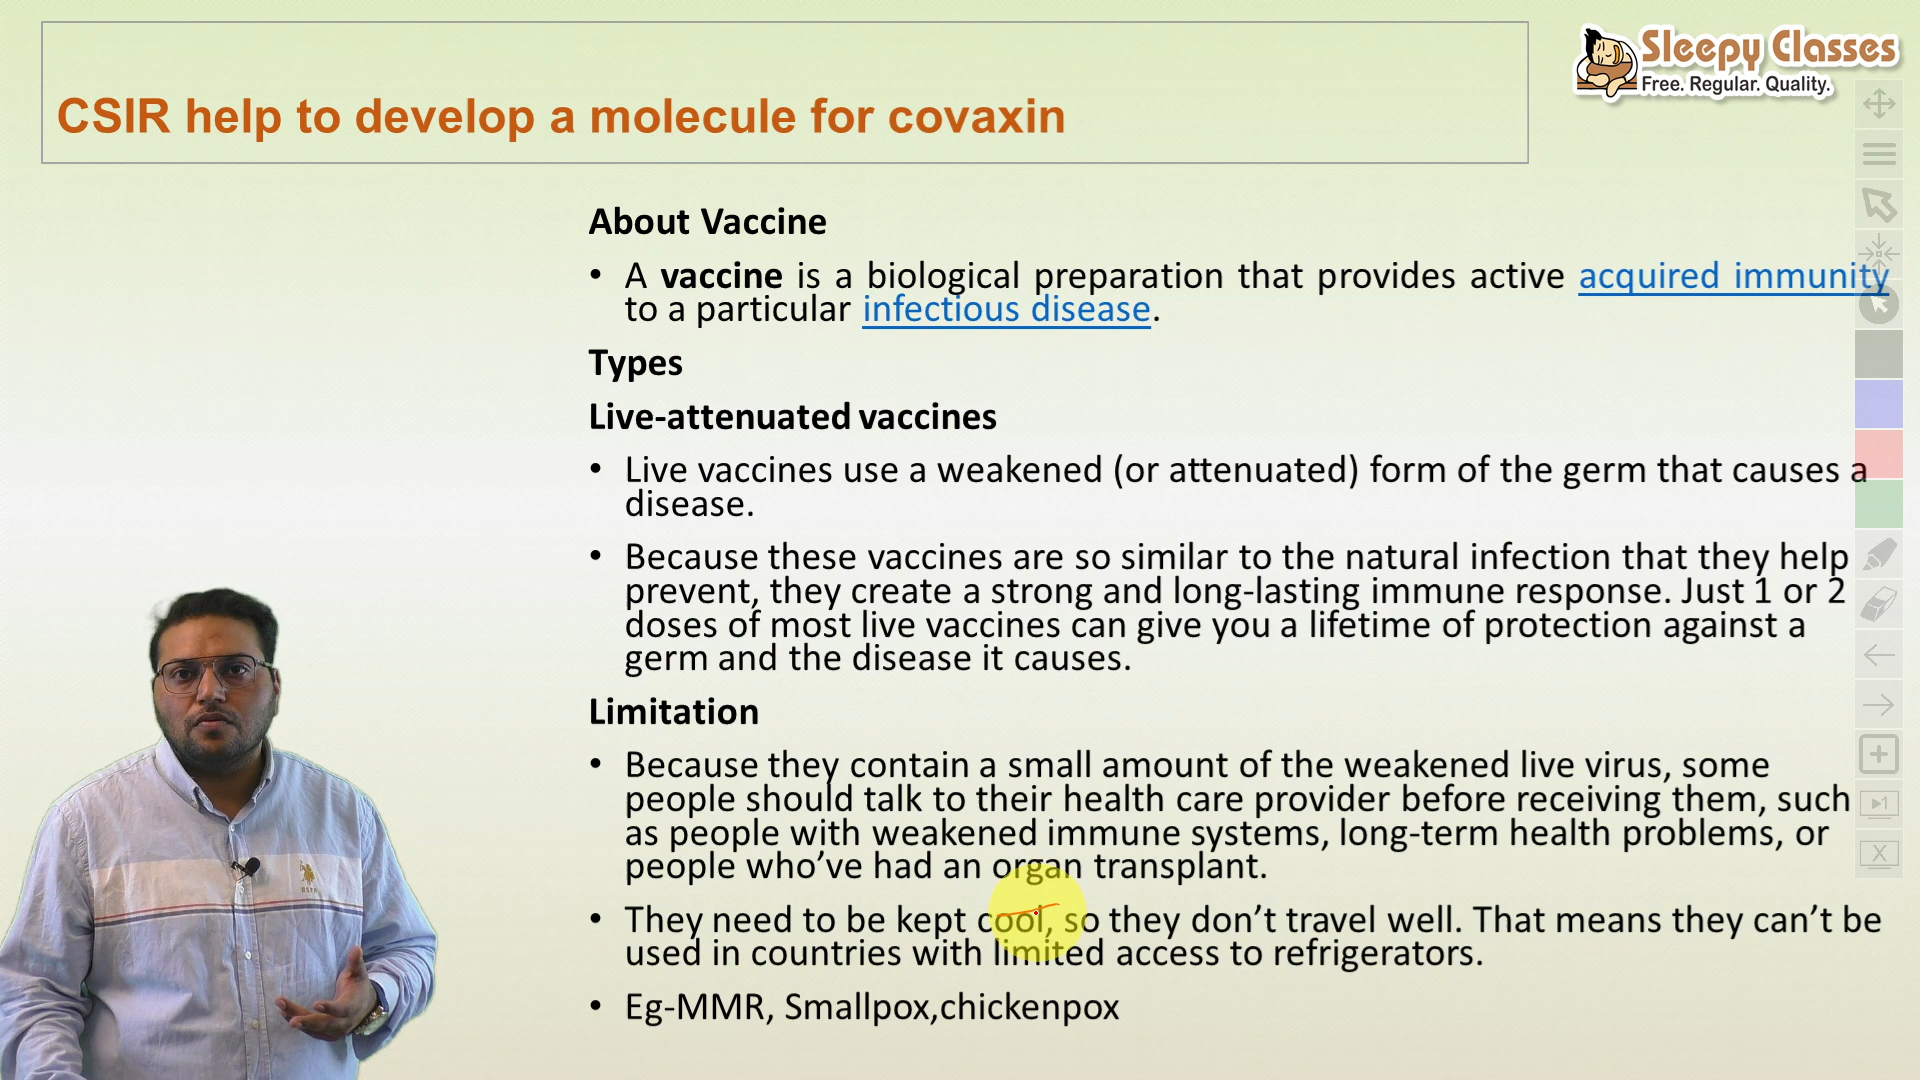 Sleepy Classes
Free. Regular. Quality.
CSIR help to develop a molecule for covaxin
About Vaccine
• A vaccine is a biological preparation that provides active acquired immunity
to a particular infectious disease.
Types
Live-attenuated vaccines
• Live vaccines use a weakened (or attenuated) form of the germ that causes a
disease.
• Because these vaccines are so similar to the natural infection that they help
prevent, they create a strong and long-lasting immune response. Just 1 or 2
doses of most live vaccines can give you a lifetime of protection against a
germ and the disease it causes.
Limitation
• Because they contain a small amount of the weakened live virus, some
people should talk to their health care provider before receiving them, such
as people with weakened immune systems, long-term health problems, or
people who’ve had an organ transplant.
• They need to be kept cool, so they don’t travel well. That means they can’t be
used in countries with limited access to refrigerators.
• Eg-MMR, Smallpox,chickenpox